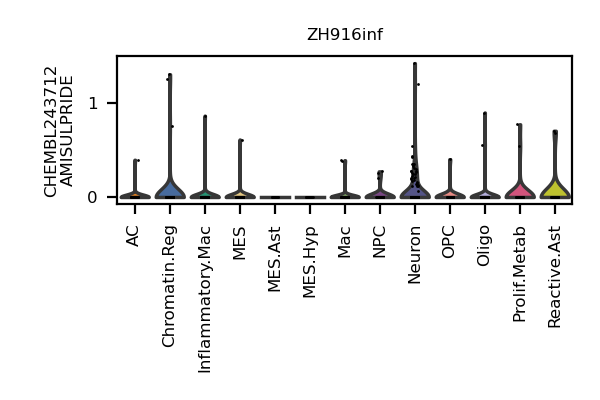 ZH916inf
CHEMBL243712
AMISULPRIDE
1
0
AC
Chromatin.Reg
Inflammatory.Mac
MES
MES.Ast
MES.Hyp
Mac
NPC
Neuron
OPC
Oligo
Prolif.Metab
Reactive.Ast